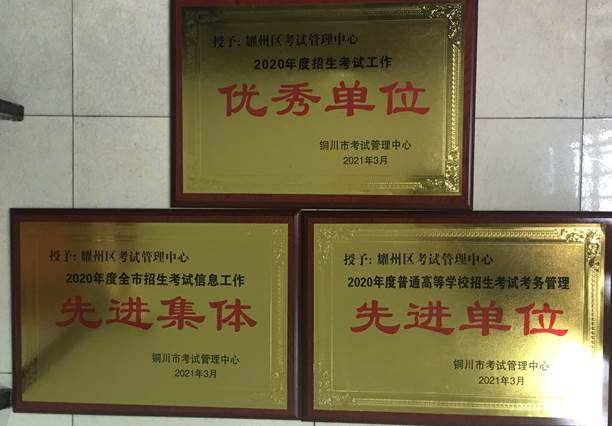 授予：耀州区考试管理中心
2020年度招生考试工作
优秀单位
铜川市考试管理中心
2021年3月
授予：耀州区考试管理中心
2020年度全市招生考试信息工作
先进集体
铜川市考试管理中心
2021年3月
授予：耀州区考试管理中心
2020年度普通高等学校招生考试考务管理
先进单位
铜川市考试管理中心
2021年3月